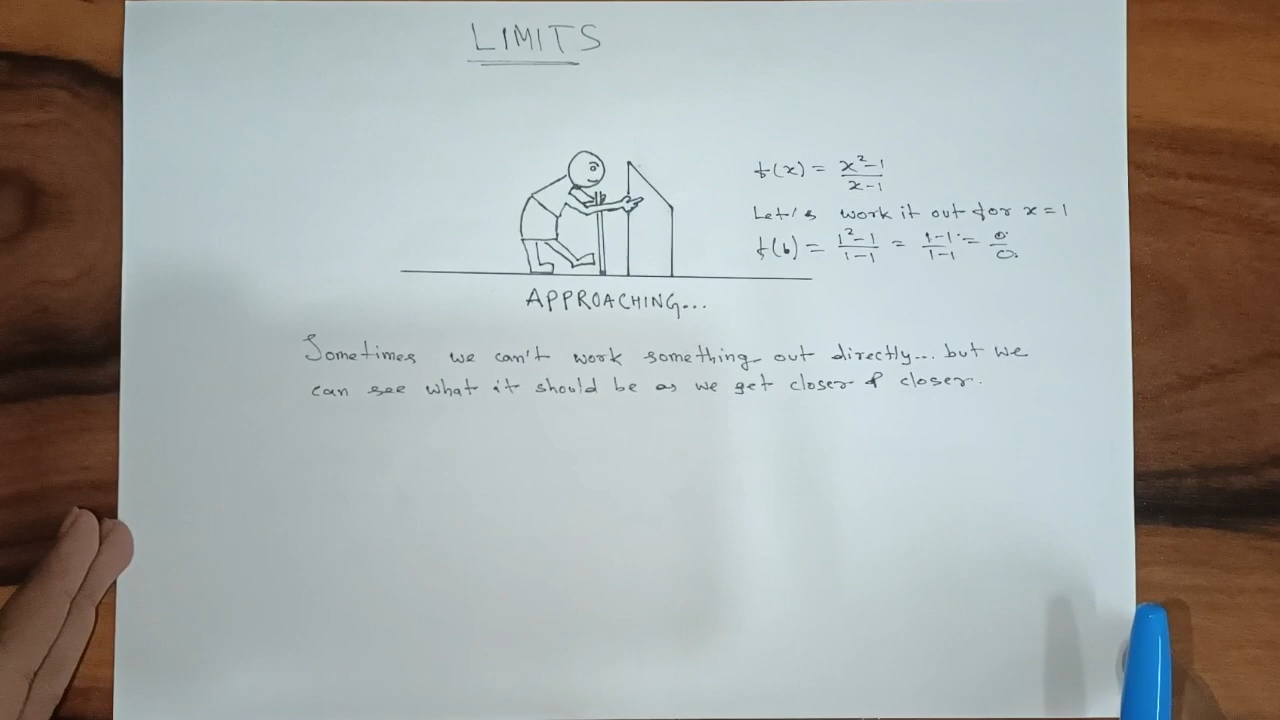 LIMITS
f(x) = x²-1/x-1
Let's work it out for x = 1
f(6) = 1²-1/1-1 = 1-1/1-1 = 0/0
APPROACHING...
Sometimes we can't work something out directly... but we
can see what it should be as we get closer & closer.